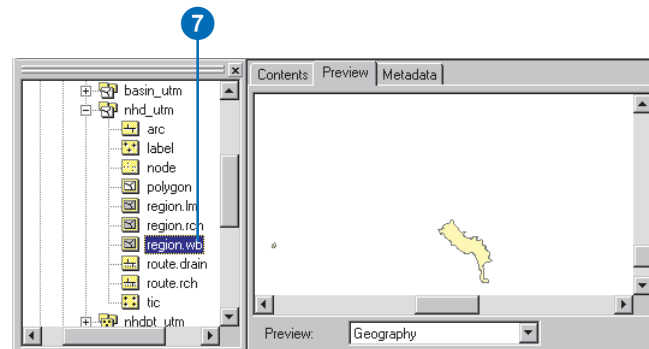 7
Contents Preview Metadata
basin_utm
nhd_utm
arc
label
node
polygon
region.lm
region.rch
region.wb
route.drain
route.rch
tic
nhdpt_utm
Preview: Geography